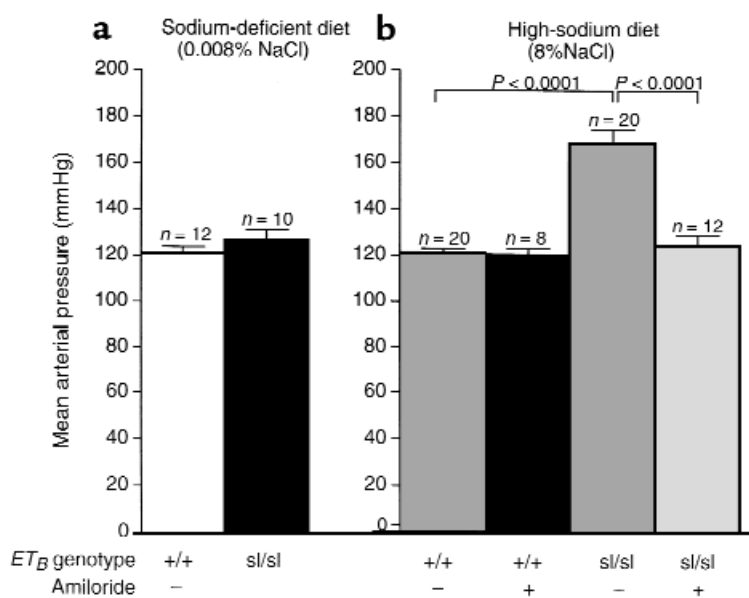 a Sodium-deficient diet
(0.008% NaCl)
200
180
160
140
120
100
80
60
40
20
0
Mean arterial pressure (mmHg)
n = 12
n = 10
b High-sodium diet
(8%NaCl)
200
180
160
140
120
100
80
60
40
20
0
P < 0.0001
P < 0.0001
n = 20
n = 8
n = 20
n = 12
ETB genotype +/+ sl/sl +/+ +/+ sl/sl sl/sl
Amiloride – – + – +